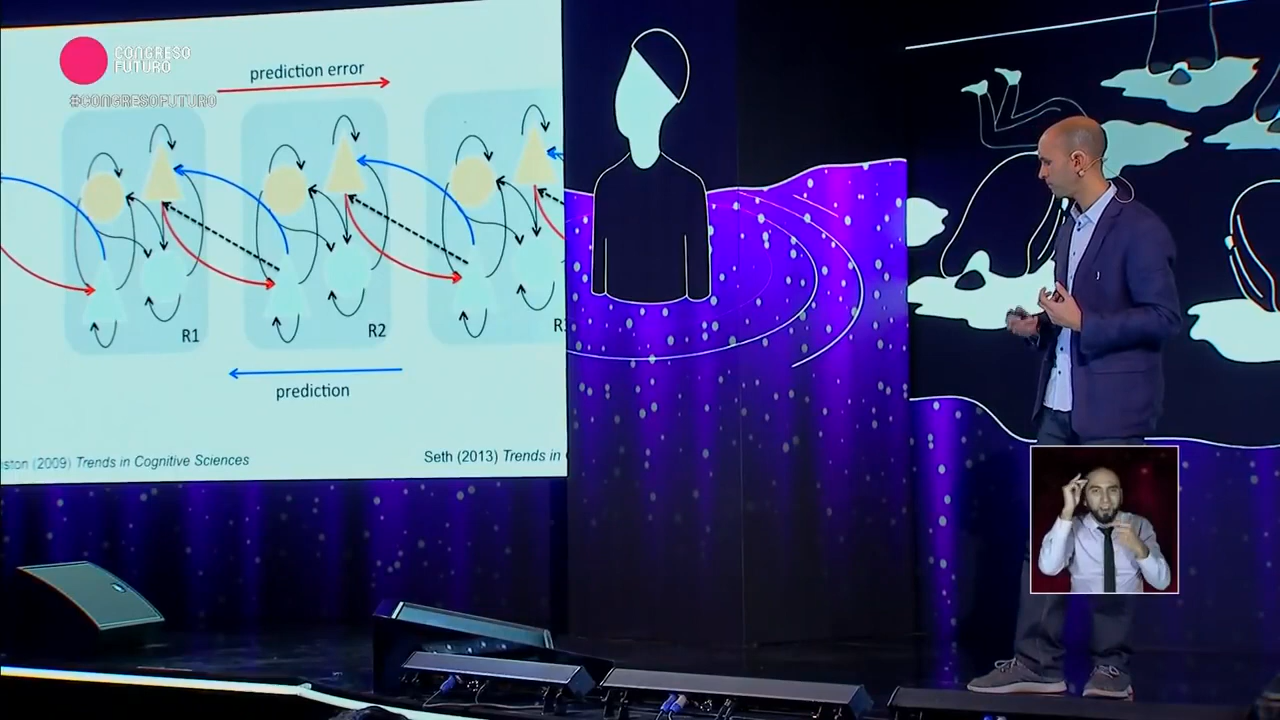 CONGRESO
FUTURO
#CONGRESOFUTURO
prediction error
R1
R2
prediction
(2009) Trends in Cognitive Sciences
Seth (2013) Trends in